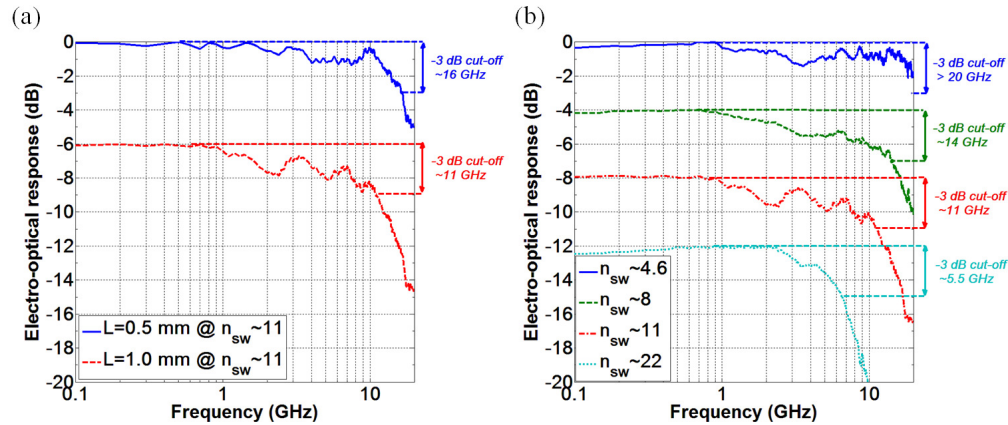 (a)
Electro-optical response (dB)
0
-2
-4
-6
-8
-10
-12
-14
-16
-18
-20
0.1
1
10
Frequency (GHz)
-3 dB cut-off
~16 GHz
-3 dB cut-off
~11 GHz
L=0.5 mm @ n_sw~11
L=1.0 mm @ n_sw~11
(b)
Electro-optical response (dB)
0
-2
-4
-6
-8
-10
-12
-14
-16
-18
-20
0.1
1
10
Frequency (GHz)
-3 dB cut-off
> 20 GHz
-3 dB cut-off
~14 GHz
-3 dB cut-off
~11 GHz
-3 dB cut-off
~5.5 GHz
n_sw~4.6
n_sw~8
n_sw~11
n_sw~22